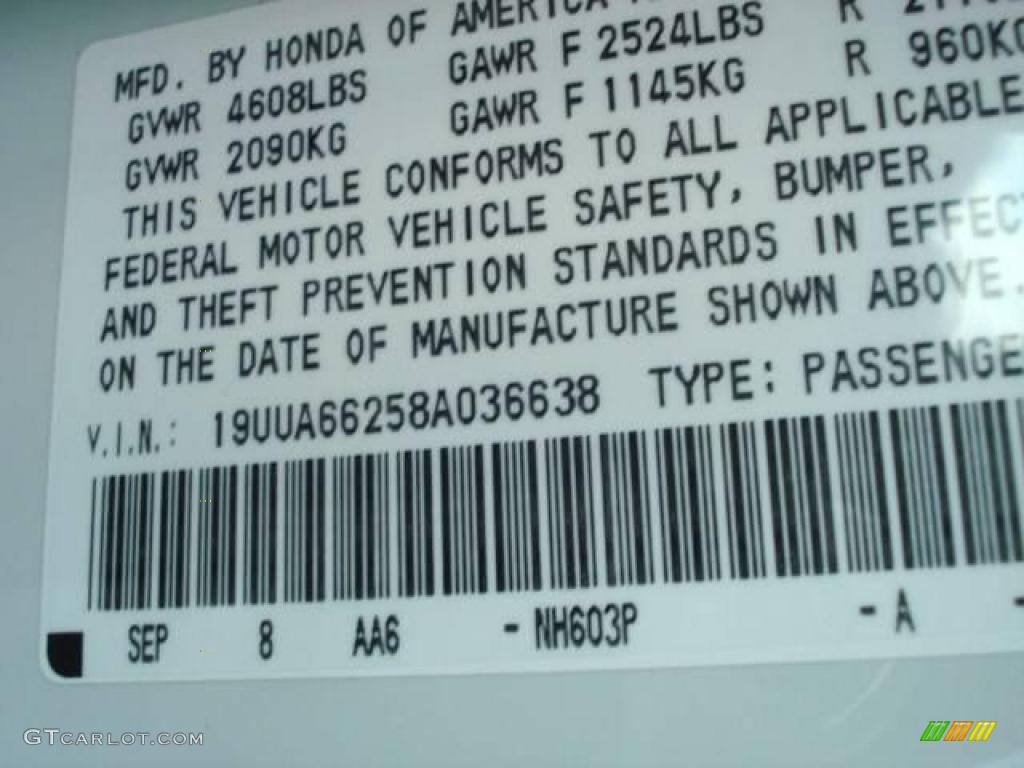 MFD. BY HONDA OF AMERICA
GVWR 4608LBS GAWR F 2524LBS R
GVWR 2090KG GAWR F 1145KG R 960KG
THIS VEHICLE CONFORMS TO ALL APPLICABLE
FEDERAL MOTOR VEHICLE SAFETY, BUMPER,
AND THEFT PREVENTION STANDARDS IN EFFECT
ON THE DATE OF MANUFACTURE SHOWN ABOVE.
V.I.N.: 19UUA66258A036638 TYPE: PASSENGE
SEP 8 AA6 - NH603P - A -
GTCARLOT.COM